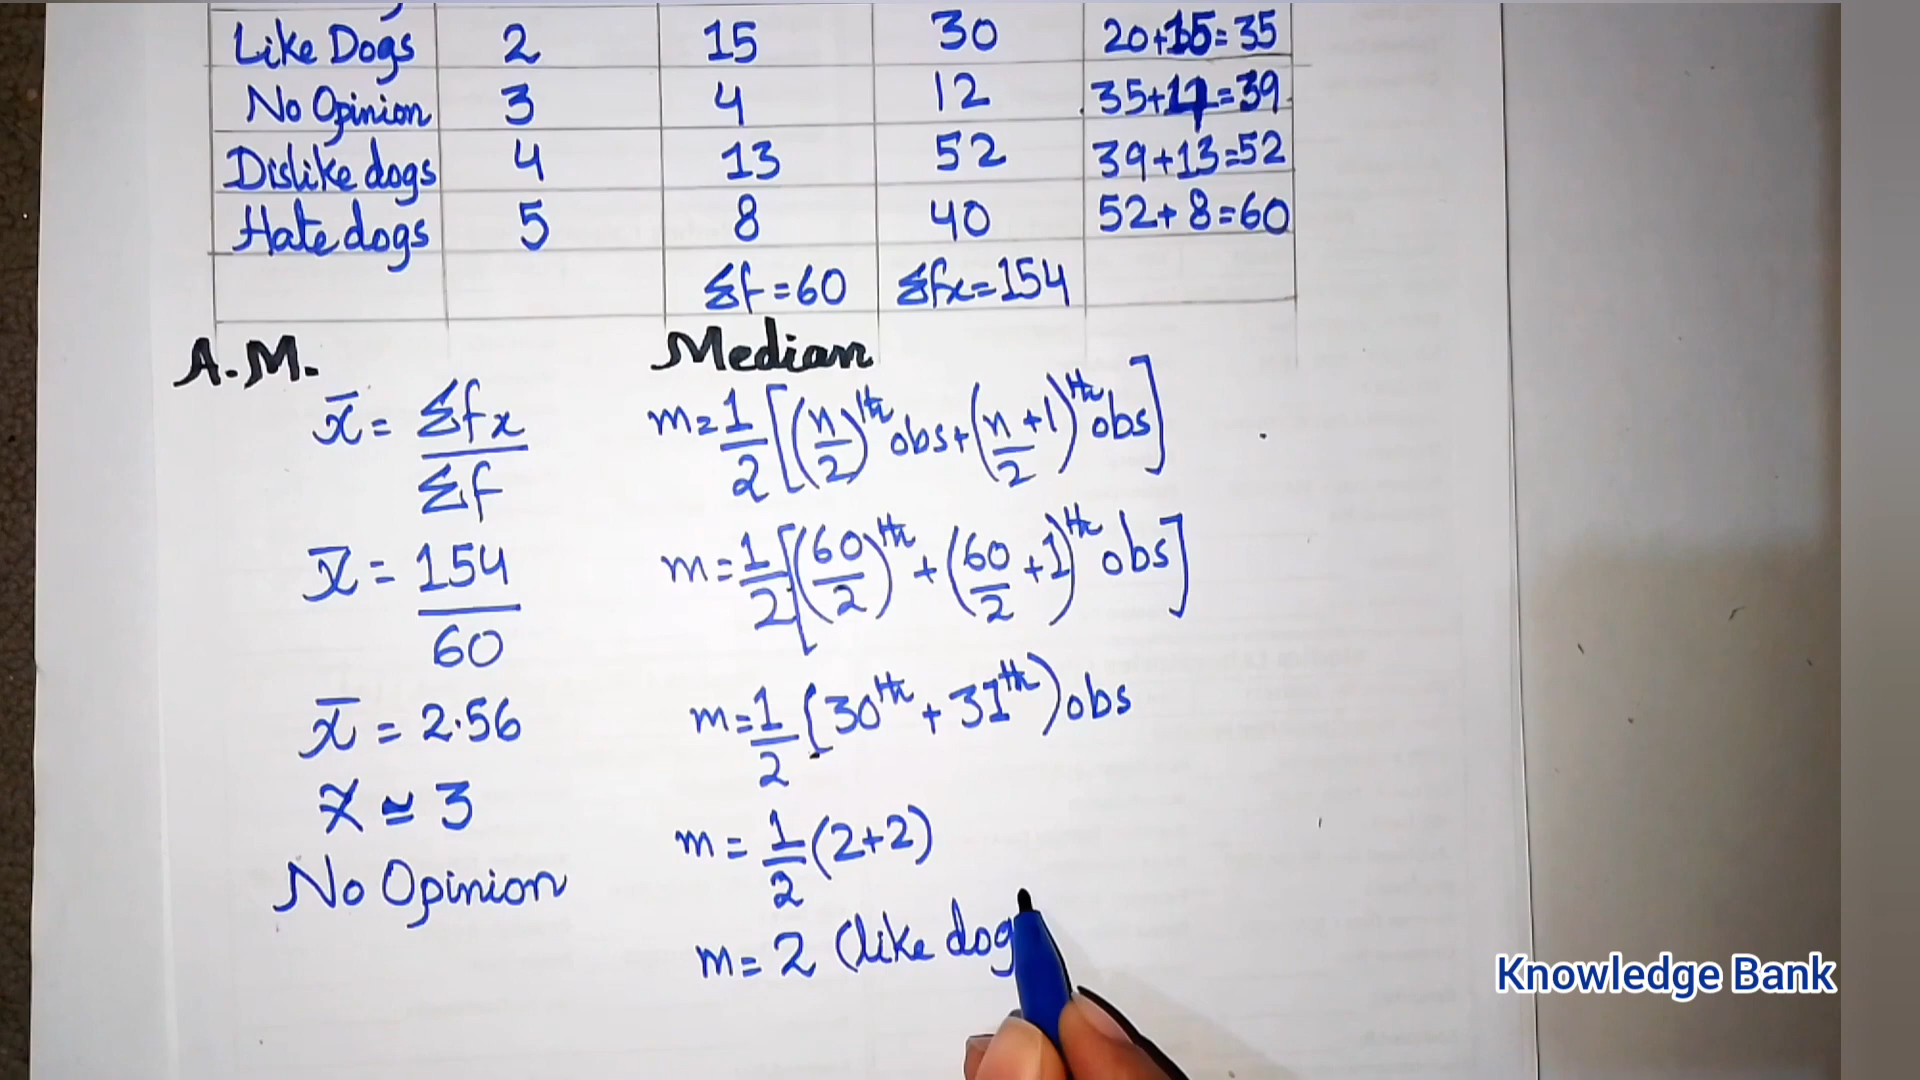 Like Dogs 2 15 30 20+15=35
No Opinion 3 4 12 35+4=39
Dislike dogs 4 13 52 39+13=52
Hate dogs 5 8 40 52+8=60
Σf=60 Σfx=154
A.M.
x̄ = Σfx/Σf
x̄ = 154/60
x̄ = 2.56
x ≃ 3
No Opinion
Median
m=1/2[(n/2)th obs+(n/2+1)th obs]
m=1/2[(60/2)th+(60/2+1)th obs]
m=1/2(30th+31th)obs
m=1/2(2+2)
m=2 (like dog
Knowledge Bank